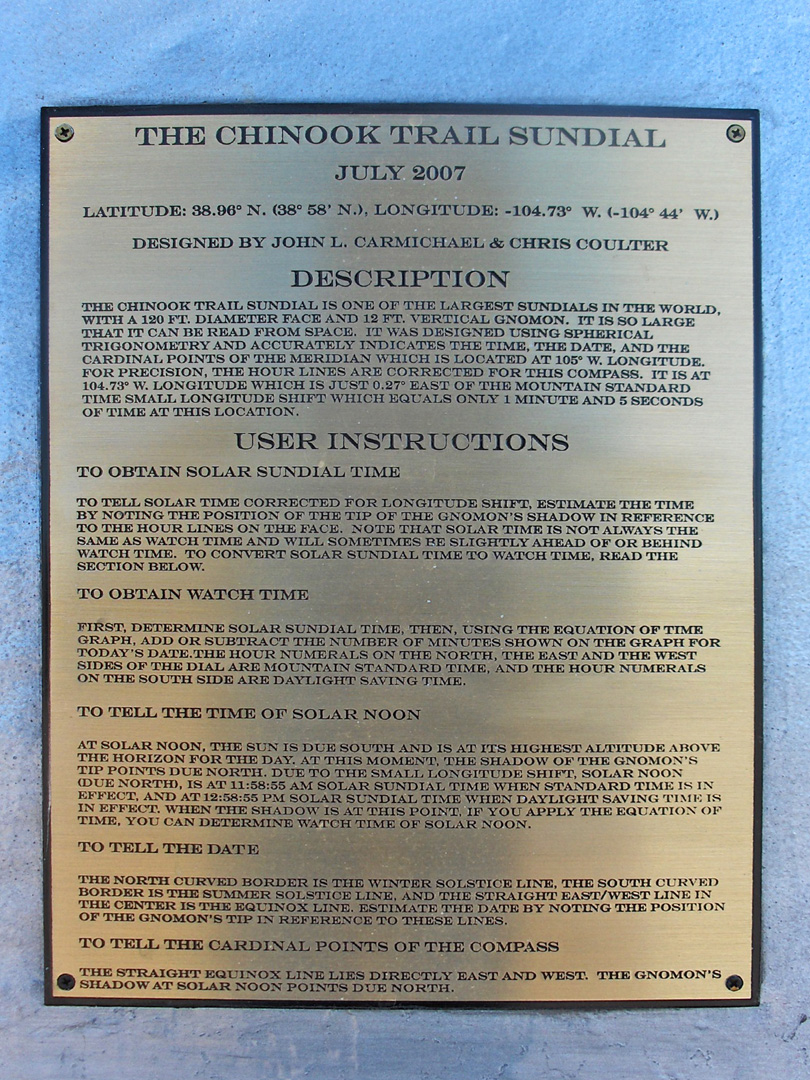 THE CHINOOK TRAIL SUNDIAL
JULY 2007
LATITUDE: 38.96° N. (38° 58' N.), LONGITUDE: -104.73° W. (-104° 44' W.)
DESIGNED BY JOHN L. CARMICHAEL & CHRIS COULTER
DESCRIPTION
THE CHINOOK TRAIL SUNDIAL IS ONE OF THE LARGEST SUNDIALS IN THE WORLD,
WITH A 120 FT. DIAMETER FACE AND 12 FT. VERTICAL GNOMON. IT IS SO LARGE
THAT IT CAN BE READ FROM SPACE. IT WAS DESIGNED USING SPHERICAL
TRIGONOMETRY AND ACCURATELY INDICATES THE TIME, THE DATE, AND THE
CARDINAL POINTS OF THE MERIDIAN WHICH IS LOCATED AT 105° W. LONGITUDE.
FOR PRECISION, THE HOUR LINES ARE CORRECTED FOR THIS COMPASS. IT IS AT
104.73° W. LONGITUDE WHICH IS JUST 0.27° EAST OF THE MOUNTAIN STANDARD
TIME SMALL LONGITUDE SHIFT WHICH EQUALS ONLY 1 MINUTE AND 5 SECONDS
OF TIME AT THIS LOCATION.
USER INSTRUCTIONS
TO OBTAIN SOLAR SUNDIAL TIME
TO TELL SOLAR TIME CORRECTED FOR LONGITUDE SHIFT, ESTIMATE THE TIME
BY NOTING THE POSITION OF THE TIP OF THE GNOMON'S SHADOW IN REFERENCE
TO THE HOUR LINES ON THE FACE. NOTE THAT SOLAR TIME IS NOT ALWAYS THE
SAME AS WATCH TIME AND WILL SOMETIMES BE SLIGHTLY AHEAD OF OR BEHIND
WATCH TIME. TO CONVERT SOLAR SUNDIAL TIME TO WATCH TIME, READ THE
SECTION BELOW.
TO OBTAIN WATCH TIME
FIRST, DETERMINE SOLAR SUNDIAL TIME, THEN, USING THE EQUATION OF TIME
GRAPH, ADD OR SUBTRACT THE NUMBER OF MINUTES SHOWN ON THE GRAPH FOR
TODAY'S DATE.THE HOUR NUMERALS ON THE NORTH, THE EAST AND THE WEST
SIDES OF THE DIAL ARE MOUNTAIN STANDARD TIME, AND THE HOUR NUMERALS
ON THE SOUTH SIDE ARE DAYLIGHT SAVING TIME.
TO TELL THE TIME OF SOLAR NOON
AT SOLAR NOON, THE SUN IS DUE SOUTH AND IS AT ITS HIGHEST ALTITUDE ABOVE
THE HORIZON FOR THE DAY. AT THIS MOMENT, THE SHADOW OF THE GNOMON'S
TIP POINTS DUE NORTH. DUE TO THE SMALL LONGITUDE SHIFT, SOLAR NOON
(DUE NORTH), IS AT 11:58:55 AM SOLAR SUNDIAL TIME WHEN STANDARD TIME IS IN
EFFECT, AND AT 12:58:55 PM SOLAR SUNDIAL TIME WHEN DAYLIGHT SAVING TIME IS
IN EFFECT. WHEN THE SHADOW IS AT THIS POINT, IF YOU APPLY THE EQUATION OF
TIME, YOU CAN DETERMINE WATCH TIME OF SOLAR NOON.
TO TELL THE DATE
THE NORTH CURVED BORDER IS THE WINTER SOLSTICE LINE, THE SOUTH CURVED
BORDER IS THE SUMMER SOLSTICE LINE, AND THE STRAIGHT EAST/WEST LINE IN
THE CENTER IS THE EQUINOX LINE. ESTIMATE THE DATE BY NOTING THE POSITION
OF THE GNOMON'S TIP IN REFERENCE TO THESE LINES.
TO TELL THE CARDINAL POINTS OF THE COMPASS
THE STRAIGHT EQUINOX LINE LIES DIRECTLY EAST AND WEST. THE GNOMON'S
SHADOW AT SOLAR NOON POINTS DUE NORTH.